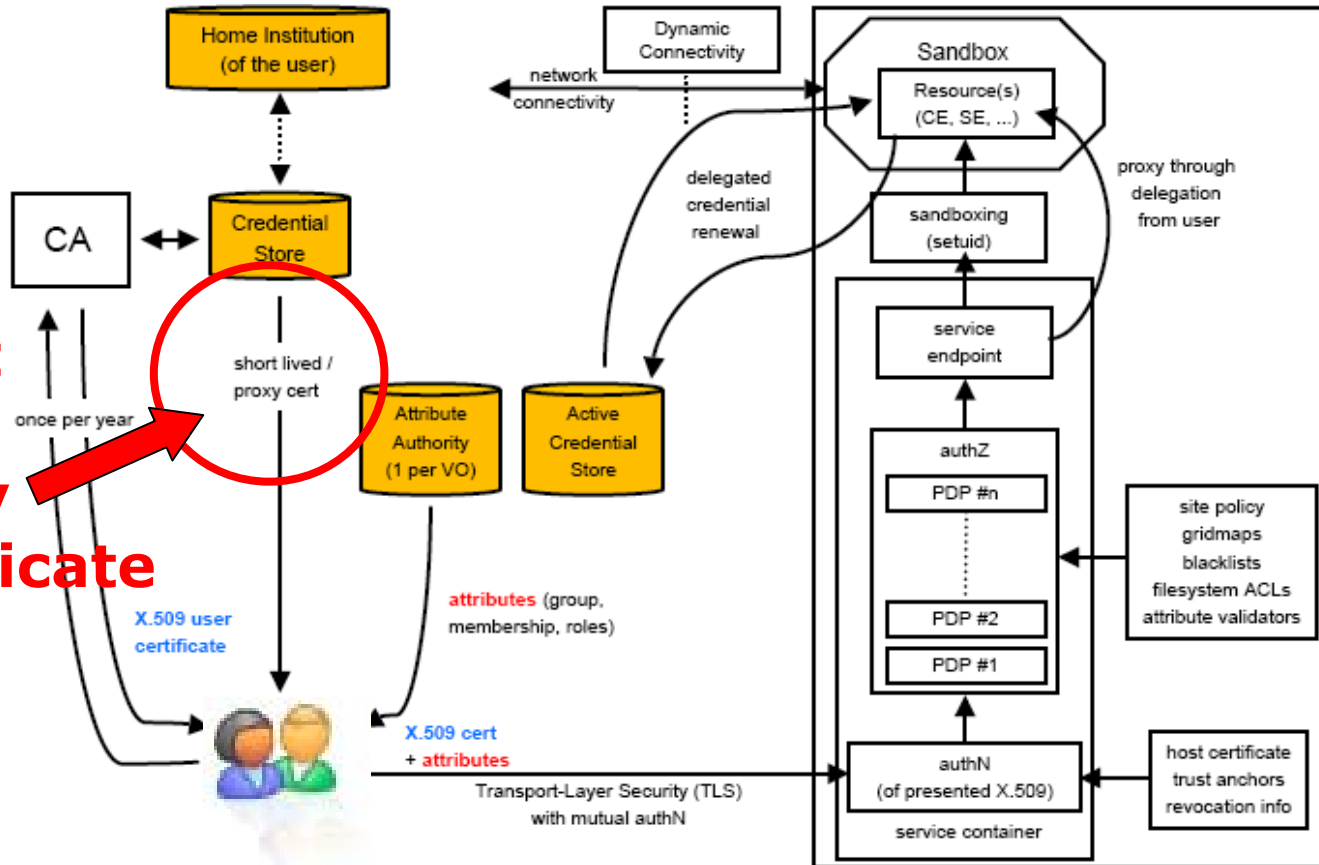 Home Institution
(of the user)
Dynamic
Connectivity
network
connectivity
Sandbox
Resource(s)
(CE, SE, ...)
proxy through
delegation
from user
CA
Credential
Store
delegated
credential
renewal
sandboxing
(setuid)
service
endpoint
short lived /
proxy cert
once per year
Attribute
Authority
(1 per VO)
Active
Credential
Store
authZ
PDP #n
PDP #2
PDP #1
site policy
gridmaps
blacklists
filesystem ACLs
attribute validators
icate
X.509 user
certificate
attributes (group,
membership, roles)
X.509 cert
+ attributes
Transport-Layer Security (TLS)
with mutual authN
authN
(of presented X.509)
service container
host certificate
trust anchors
revocation info